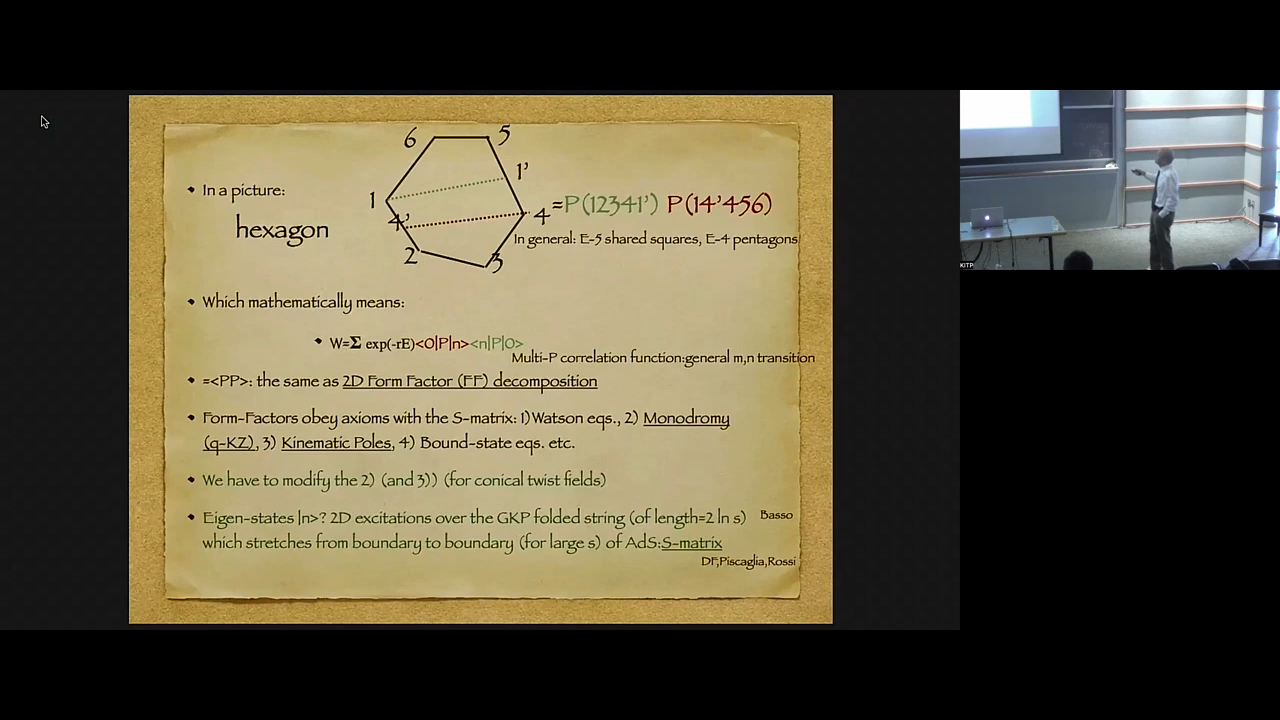 6 5
• In a picture:
1'
hexagon
1
4'
4 =P(12341') P(14'456)
In general: E-5 shared squares, E-4 pentagons
2 3
• Which mathematically means:
• W=Σ exp(-rE)<0|P|n><n|P|0>
Multi-P correlation function:general m,n transition
• =<PP>: the same as 2D Form Factor (FF) decomposition
• Form-Factors obey axioms with the S-matrix: 1)Watson eqs., 2) Monodromy
(q-KZ), 3) Kinematic Poles, 4) Bound-state eqs. etc.
• We have to modify the 2) (and 3)) (for conical twist fields)
• Eigen-states |n>? 2D excitations over the GKP folded string (of length=2 ln s) Basso
which stretches from boundary to boundary (for large s) of AdS:S-matrix
DF,Piscaglia,Rossi
KITP